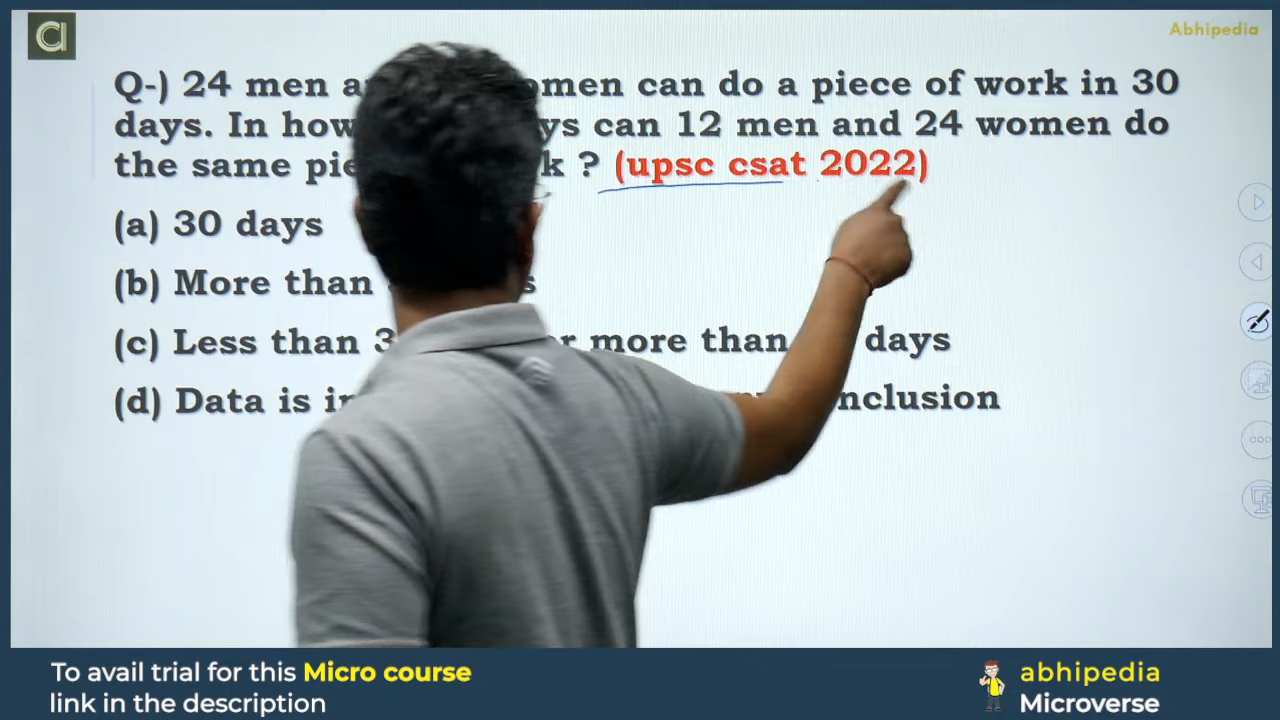 Abhipedia
Q-) 24 men a omen can do a piece of work in 30
days. In how ys can 12 men and 24 women do
the same pie k ? (upsc csat 2022)
(a) 30 days
(b) More than s
(c) Less than 3 r more than days
(d) Data is in nclusion
To avail trial for this Micro course
link in the description
abhipedia
Microverse